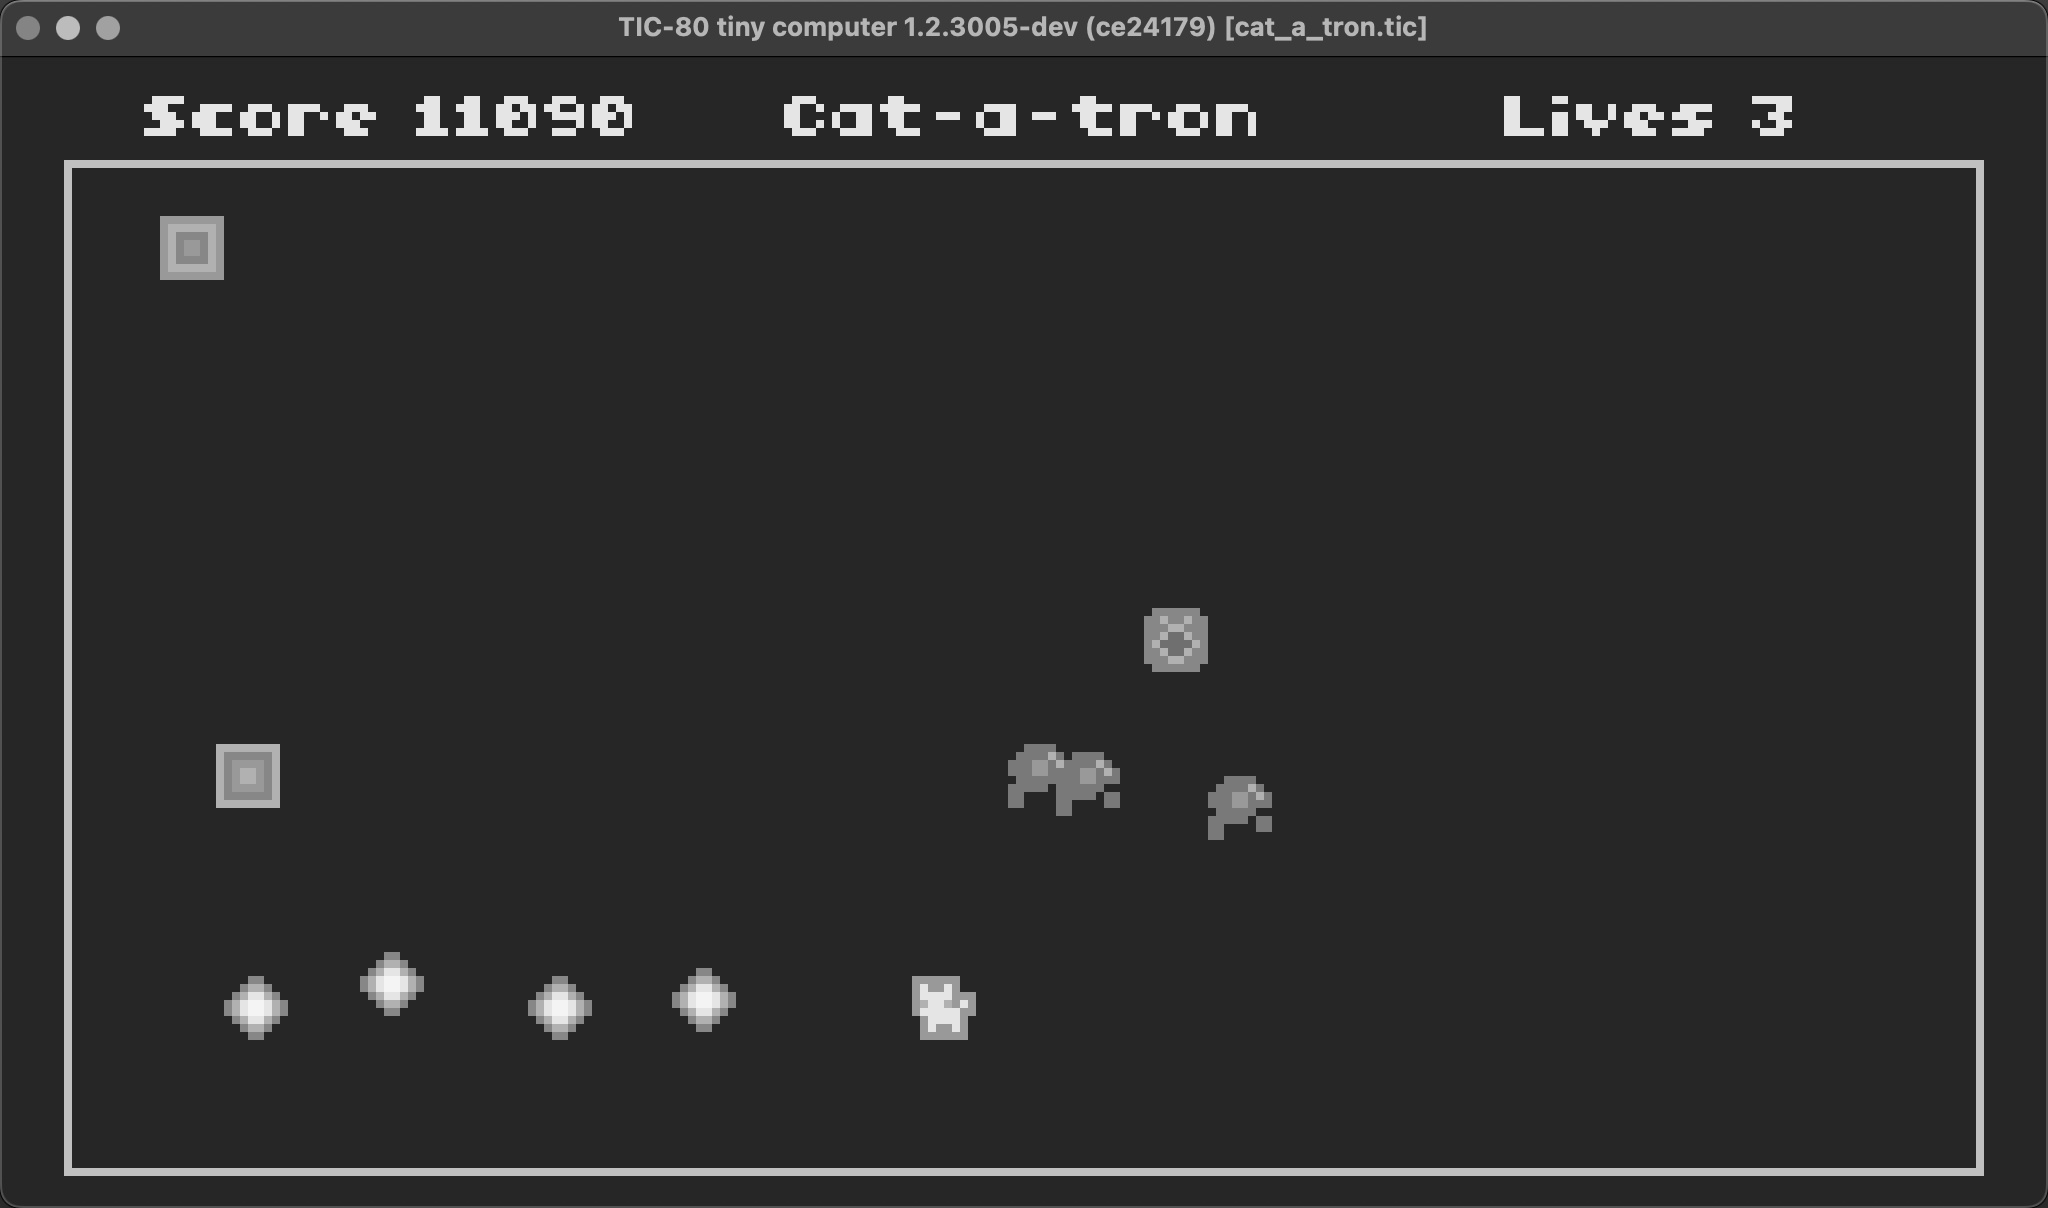 TIC-80 tiny computer 1.2.3005-dev (ce24179) [cat_a_tron.tic]
Score 11090 Cat-a-tron Lives 3